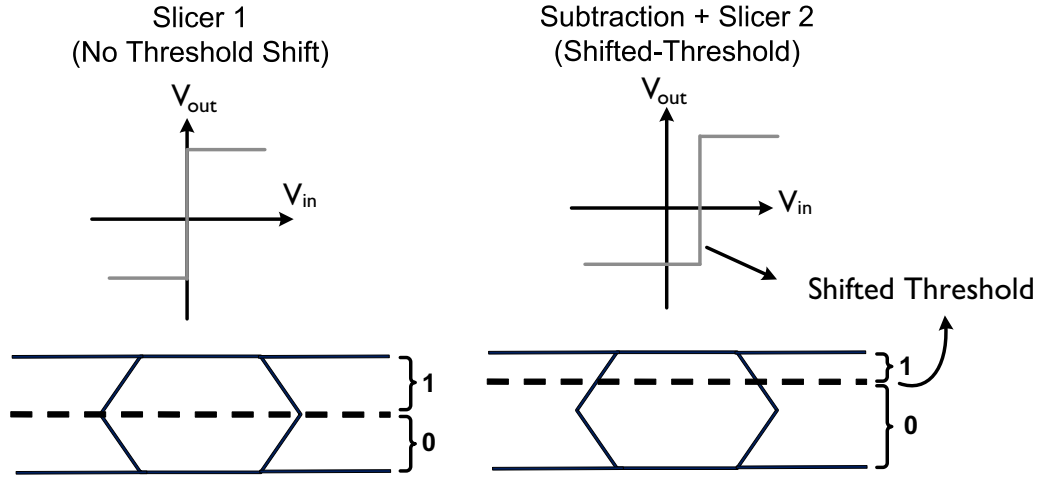 Slicer 1
(No Threshold Shift)
Vout
Vin
1
0
Subtraction + Slicer 2
(Shifted-Threshold)
Vout
Vin
Shifted Threshold
1
0